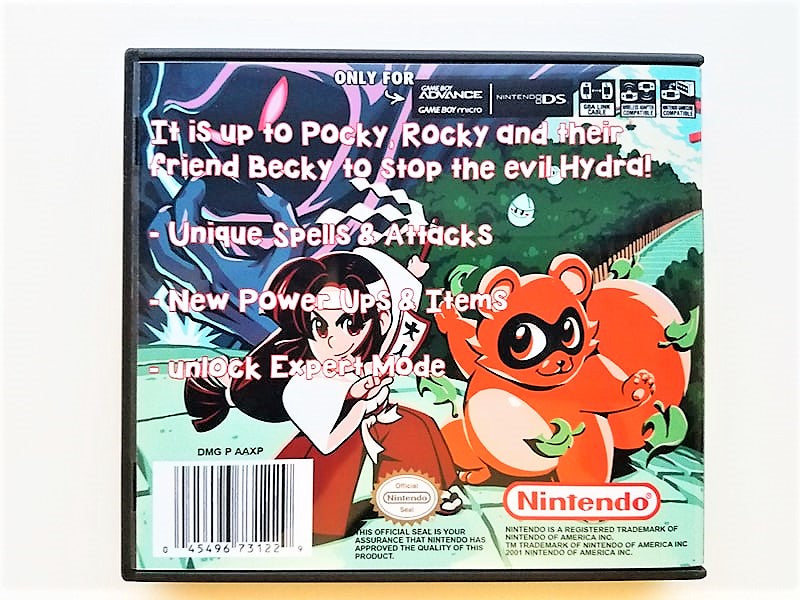 ONLY FOR
GAME BOY
ADVANCE
GAME BOY micro
NINTENDO DS
GBA LINK
CABLE
WIRELESS ADAPTER
COMPATIBLE
NINTENDO GAMECUBE
COMPATIBLE
It is up to Pocky, Rocky and their
friend Becky to stop the evil Hydra!
- Unique Spells & Attacks
- New Power Ups & Items
- unlock Expert Mode
DMG P AAXP
0 45496 73122 9
Official
Nintendo
Seal
THIS OFFICIAL SEAL IS YOUR
ASSURANCE THAT NINTENDO HAS
APPROVED THE QUALITY OF THIS
PRODUCT.
Nintendo®
NINTENDO IS A REGISTERED TRADEMARK OF
NINTENDO OF AMERICA INC.
TM TRADEMARK OF NINTENDO OF AMERICA INC
2001 NINTENDO OF AMERICA INC.